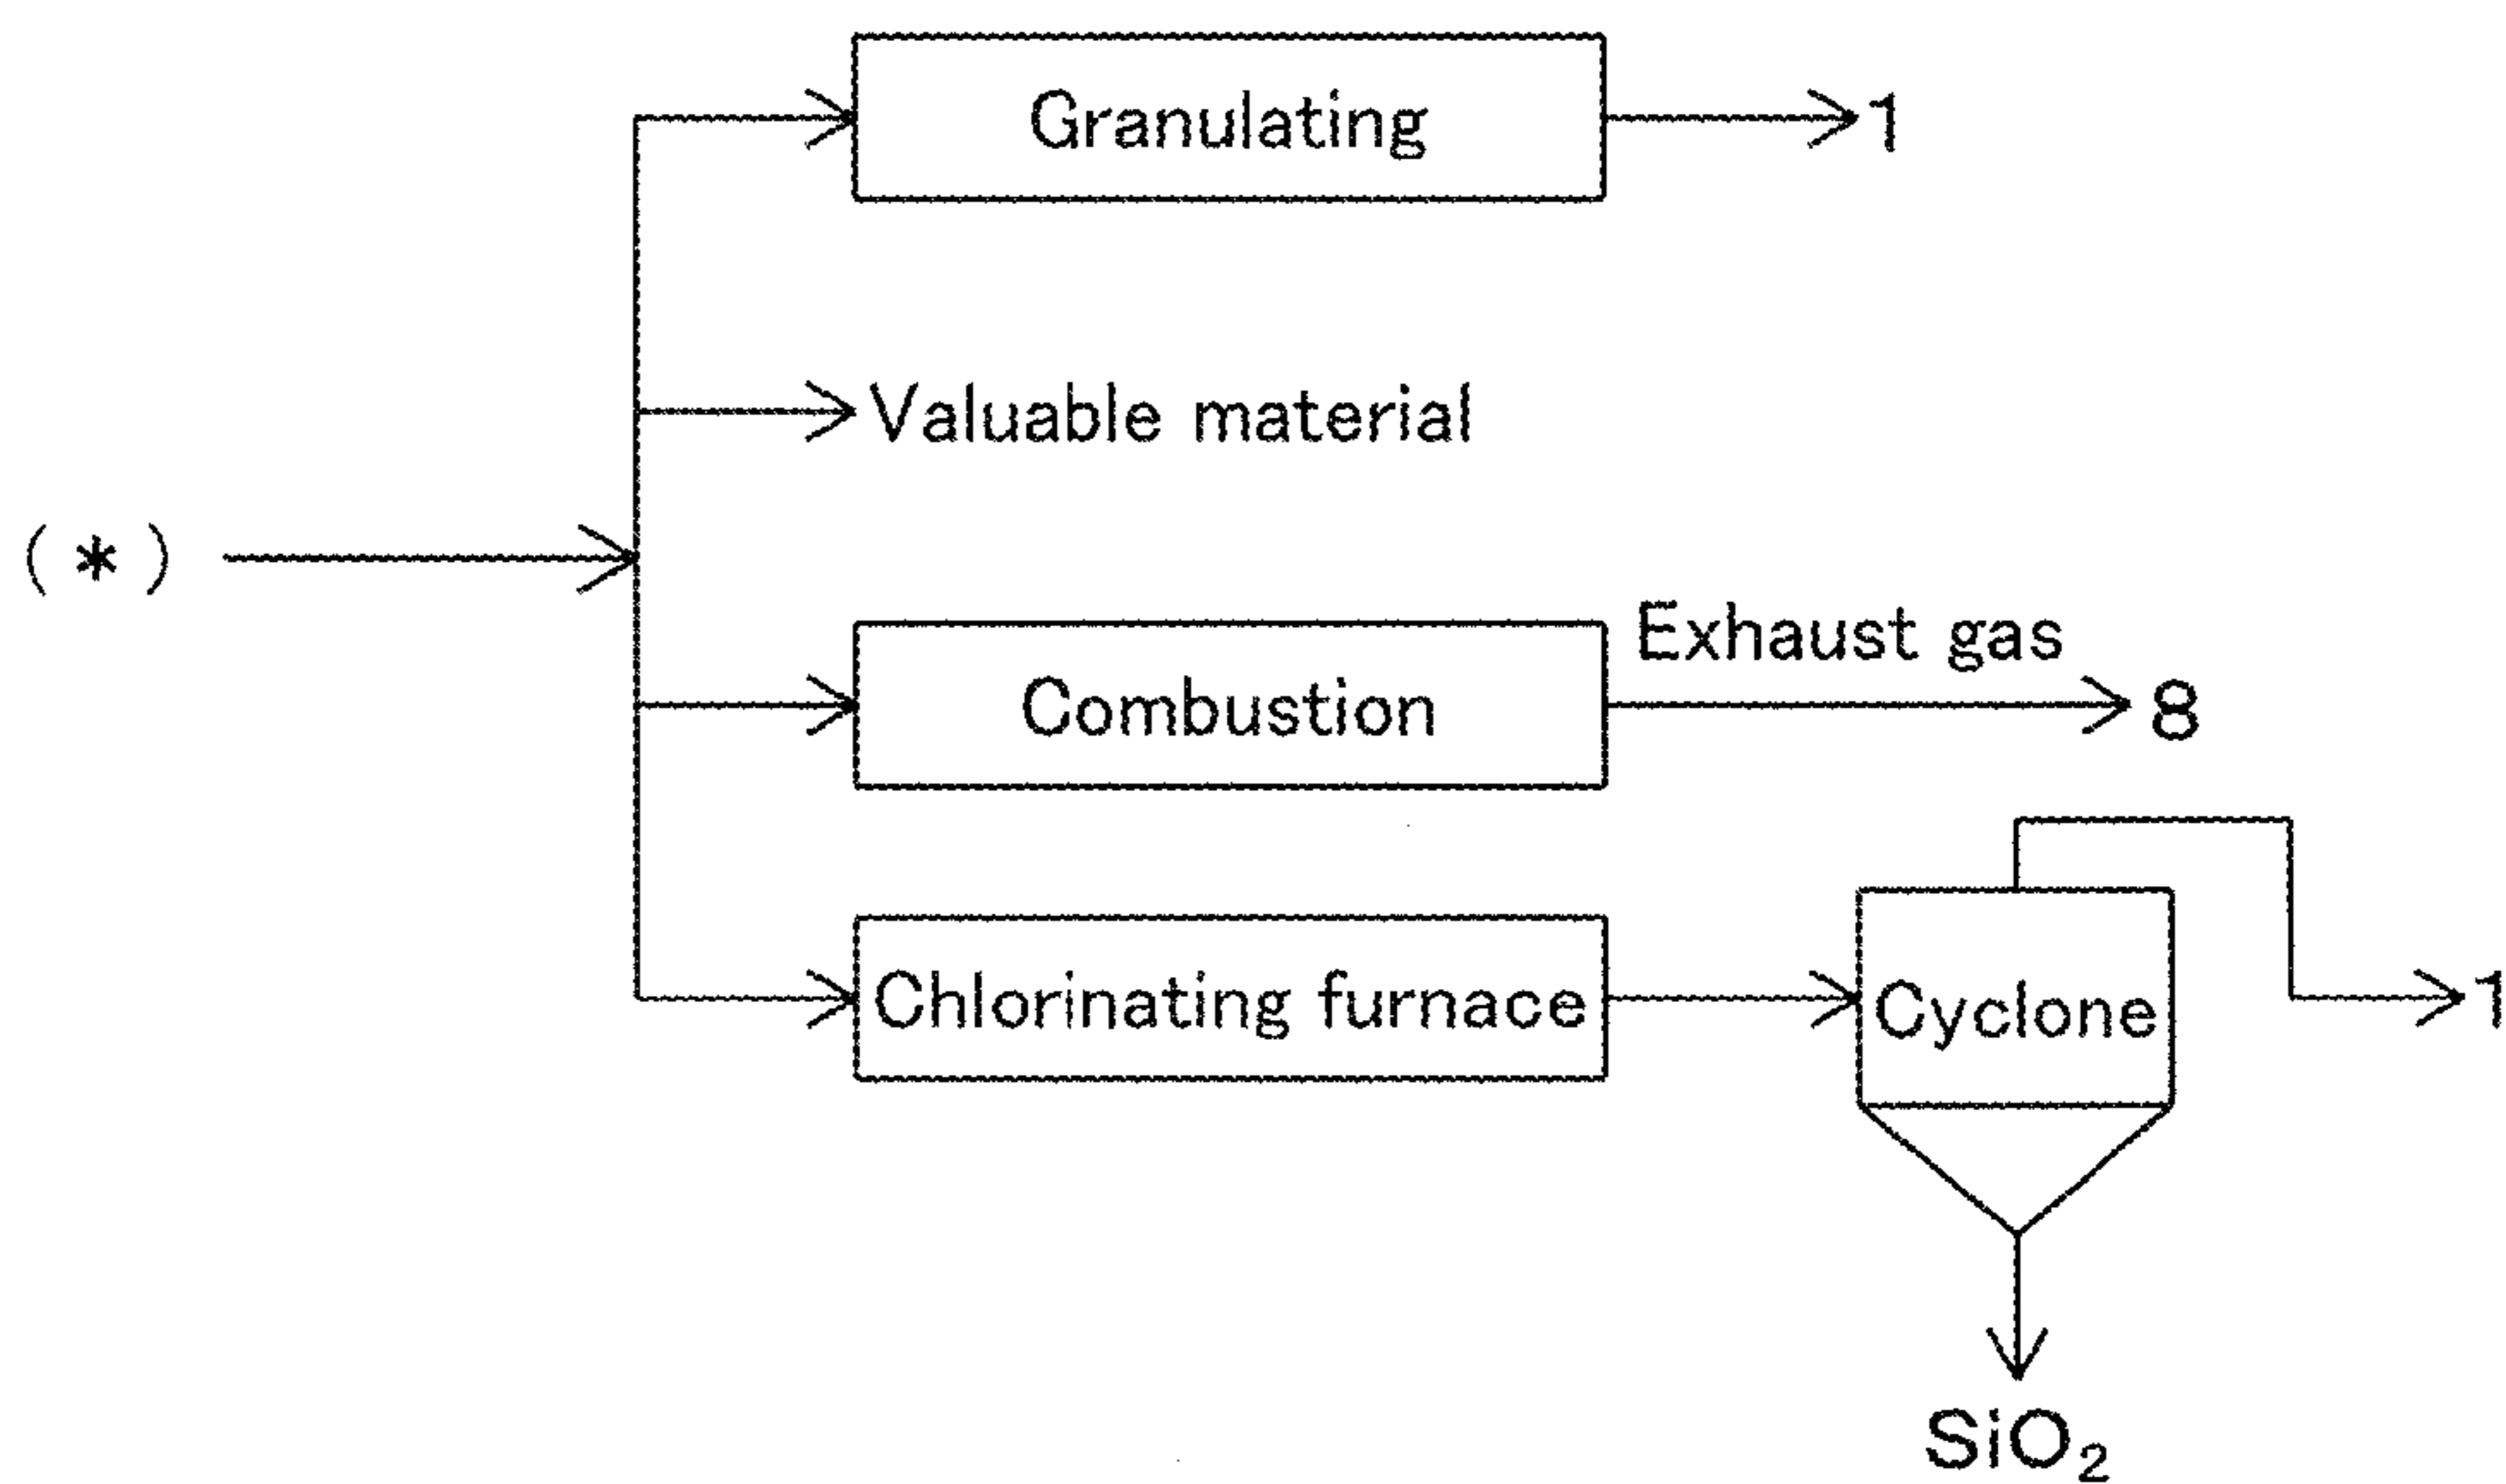 Granulating
1
Valuable material
(*)
Exhaust gas
Combustion
8
Chlorinating furnace
Cyclone
1
SiO₂